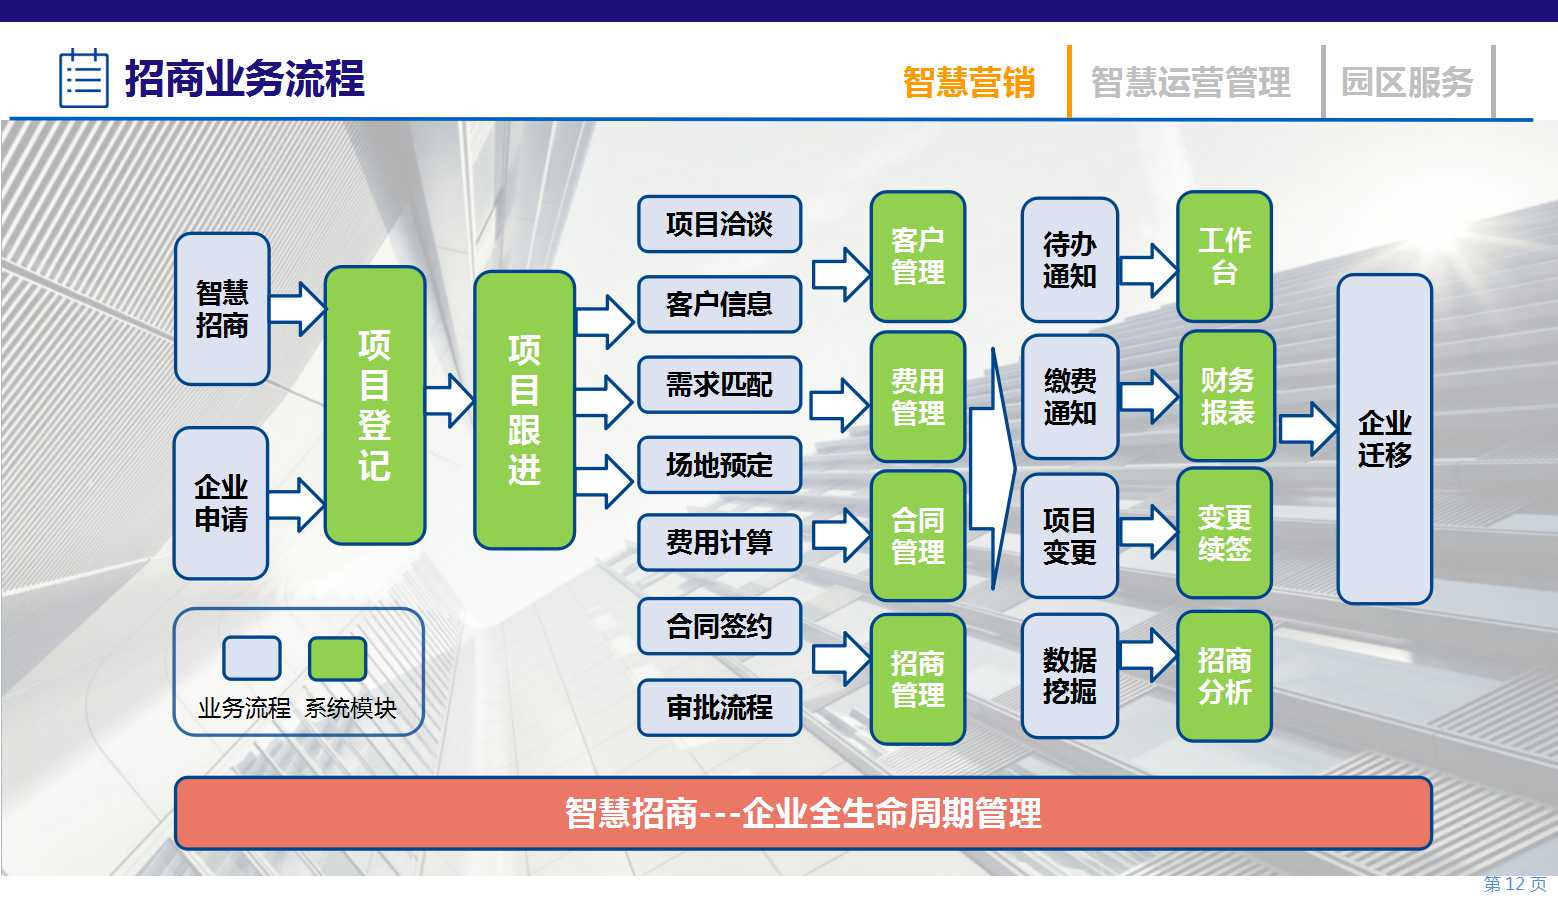 招商业务流程
智慧营销
智慧运营管理
园区服务
智慧
招商
企业
申请
项
目
登
记
项
目
跟
进
项目洽谈
客户信息
需求匹配
场地预定
费用计算
合同签约
审批流程
客户
管理
费用
管理
合同
管理
招商
管理
待办
通知
缴费
通知
项目
变更
数据
挖掘
工作
台
财务
报表
变更
续签
招商
分析
企业
迁移
业务流程 系统模块
智慧招商---企业全生命周期管理
第 12 页